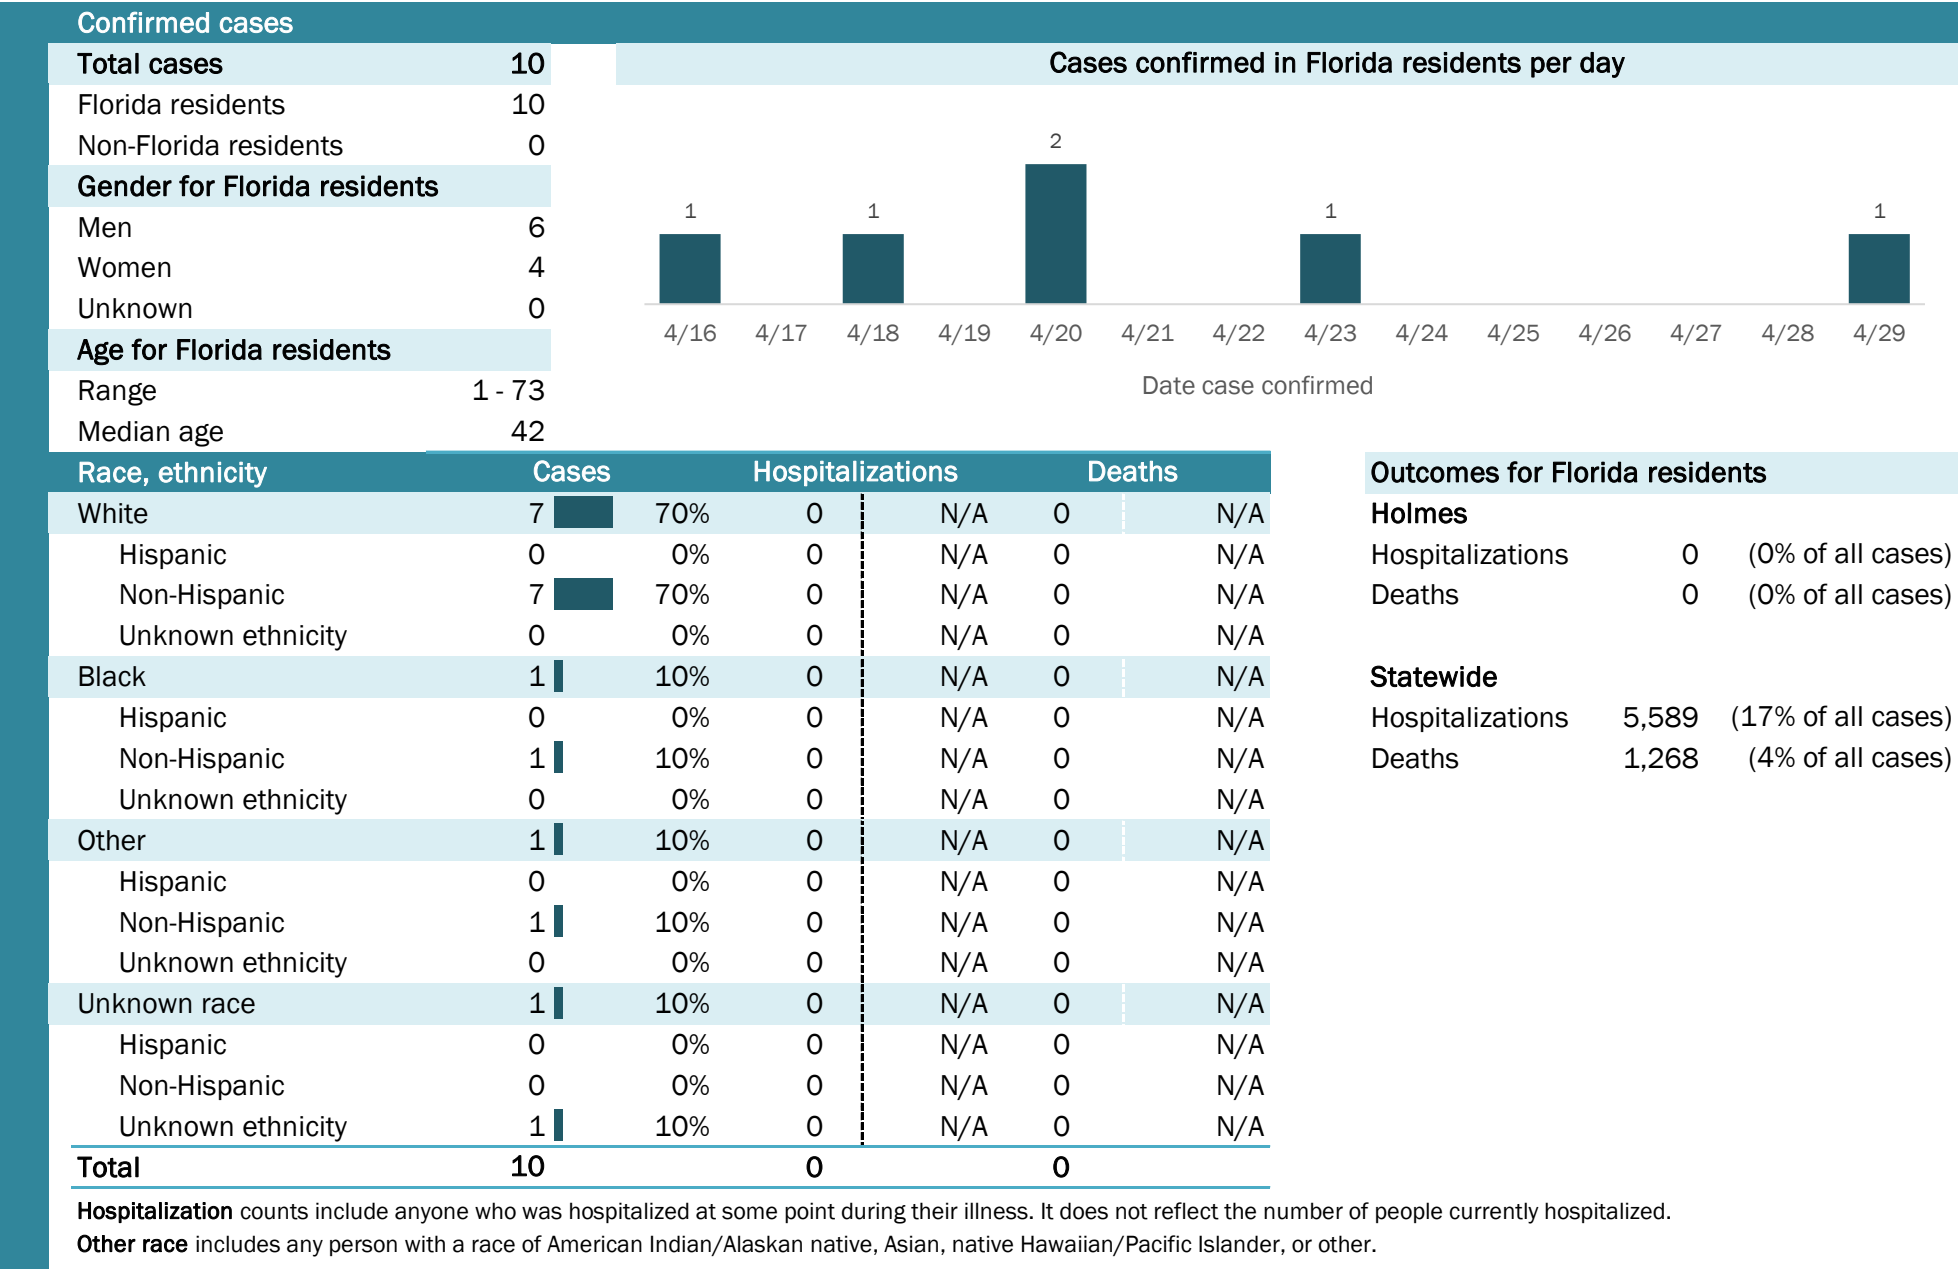 Confirmed cases
Total cases 10
Florida residents 10
Non-Florida residents 0
Gender for Florida residents
Men 6
Women 4
Unknown 0
Age for Florida residents
Range 1 - 73
Median age 42
Cases confirmed in Florida residents per day
2
1 1 1 1
4/16 4/17 4/18 4/19 4/20 4/21 4/22 4/23 4/24 4/25 4/26 4/27 4/28 4/29
Date case confirmed
Race, ethnicity Cases Hospitalizations Deaths
White 7 70% 0 N/A 0 N/A
Hispanic 0 0% 0 N/A 0 N/A
Non-Hispanic 7 70% 0 N/A 0 N/A
Unknown ethnicity 0 0% 0 N/A 0 N/A
Black 1 10% 0 N/A 0 N/A
Hispanic 0 0% 0 N/A 0 N/A
Non-Hispanic 1 10% 0 N/A 0 N/A
Unknown ethnicity 0 0% 0 N/A 0 N/A
Other 1 10% 0 N/A 0 N/A
Hispanic 0 0% 0 N/A 0 N/A
Non-Hispanic 1 10% 0 N/A 0 N/A
Unknown ethnicity 0 0% 0 N/A 0 N/A
Unknown race 1 10% 0 N/A 0 N/A
Hispanic 0 0% 0 N/A 0 N/A
Non-Hispanic 0 0% 0 N/A 0 N/A
Unknown ethnicity 1 10% 0 N/A 0 N/A
Total 10 0 0
Outcomes for Florida residents
Holmes
Hospitalizations 0 (0% of all cases)
Deaths 0 (0% of all cases)
Statewide
Hospitalizations 5,589 (17% of all cases)
Deaths 1,268 (4% of all cases)
Hospitalization counts include anyone who was hospitalized at some point during their illness. It does not reflect the number of people currently hospitalized.
Other race includes any person with a race of American Indian/Alaskan native, Asian, native Hawaiian/Pacific Islander, or other.